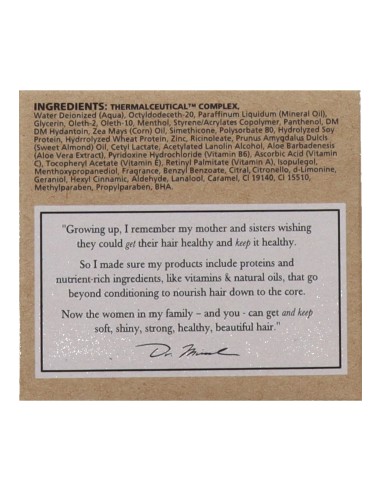 INGREDIENTS: THERMALCEUTICAL™ COMPLEX.
Water Deionized (Aqua), Octyldodeceth-20, Paraffinum Liquidum (Mineral Oil),
Glycerin, Oleth-2, Oleth-10, Menthol, Styrene/Acrylates Copolymer, Panthenol, DM
DM Hydantoin, Zea Mays (Corn) Oil, Simethicone, Polysorbate 80, Hydrolyzed Soy
Protein, Hydrolyzed Wheat Protein, Zinc, Ricinoleate, Prunus Amygdalus Dulcis
(Sweet Almond) Oil, Cetyl Lactate, Acetylated Lanolin Alcohol, Aloe Barbadensis
(Aloe Vera Extract), Pyridoxine Hydrochloride (Vitamin B6), Ascorbic Acid (Vitamin
C), Tocopheryl Acetate (Vitamin E), Retinyl Palmitate (Vitamin A), Isopulegol,
Menthoxypropanediol, Fragrance, Benzyl Benzoate, Citral, Citronello, d-Limonine,
Geraniol, Hexyl Cinnamic, Aldehyde, Lanalool, Caramel, CI 19140, CI 15510,
Methylparaben, Propylparaben, BHA.
"Growing up, I remember my mother and sisters wishing
they could get their hair healthy and keep it healthy.
So I made sure my products include proteins and
nutrient-rich ingredients, like vitamins & natural oils, that go
beyond conditioning to nourish hair down to the core.
Now the women in my family – and you - can get and keep
soft, shiny, strong, healthy, beautiful hair."
Dr. Miracle